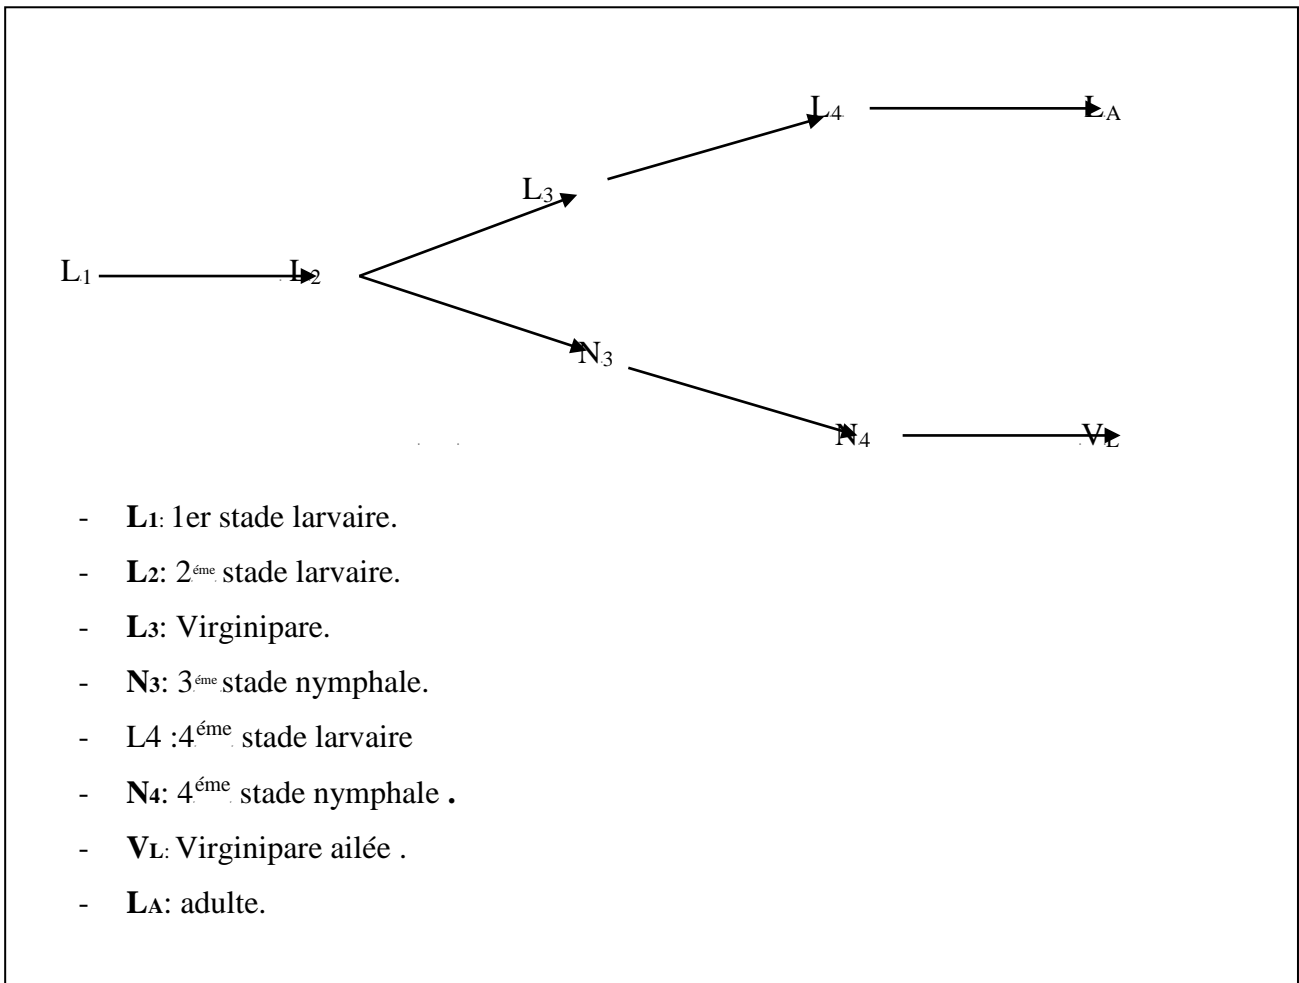 L4 LA
L3
L1 L2
N3
N4 VL
- L1: 1er stade larvaire.
- L2: 2éme stade larvaire.
- L3: Virginipare.
- N3: 3éme stade nymphale.
- L4 :4éme stade larvaire
- N4: 4éme stade nymphale .
- VL: Virginipare ailée .
- LA: adulte.